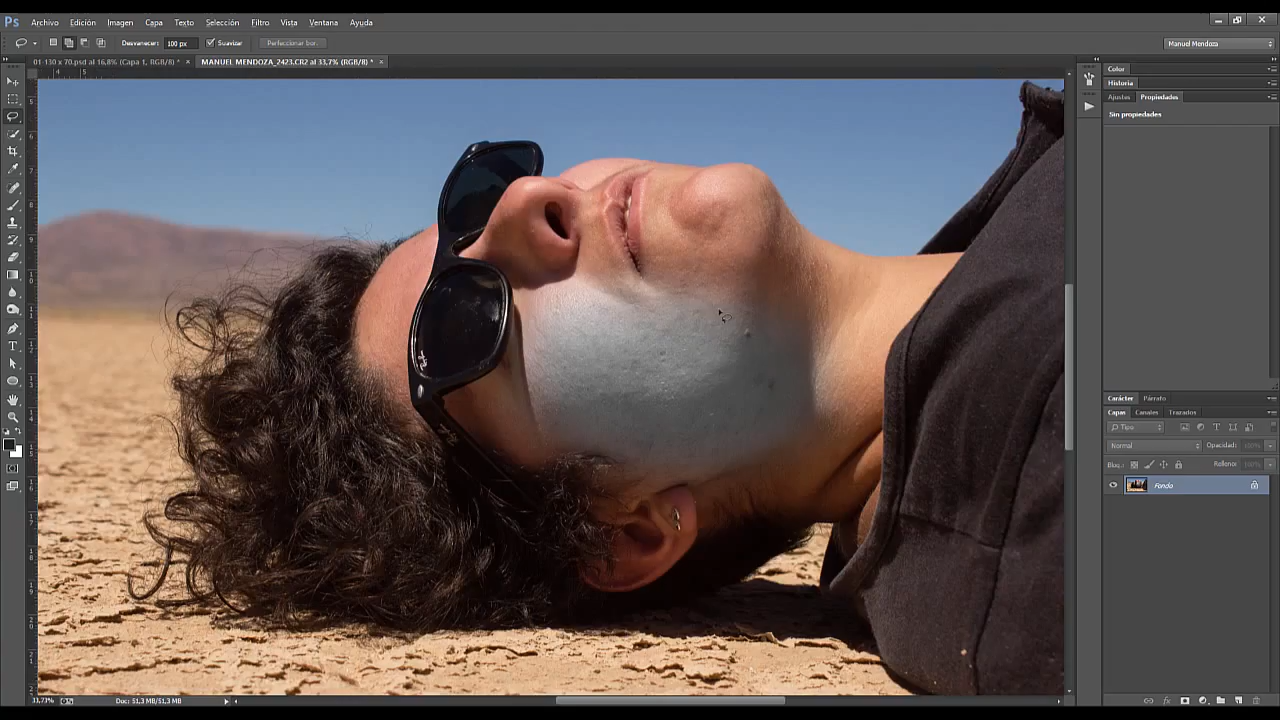 Ps Archivo Edición Imagen Capa Texto Selección Filtro Vista Ventana Ayuda
Desvanecer: 100 px Suavizar Perfeccionar bor... Manuel Mendoza
01-130 x 70.psd al 16,8% (Capa 1, RGB/8) * × MANUEL MENDOZA_2423.CR2 al 33,7% (RGB/8) * ×
Color
Historia
Ajustes Propiedades
Sin propiedades
Carácter Párrafo
Capas Canales Trazados
Tipo
Normal Opacidad: 100%
Bloq.: Relleno: 100%
Fondo
33,73% Doc: 51,3 MB/51,3 MB